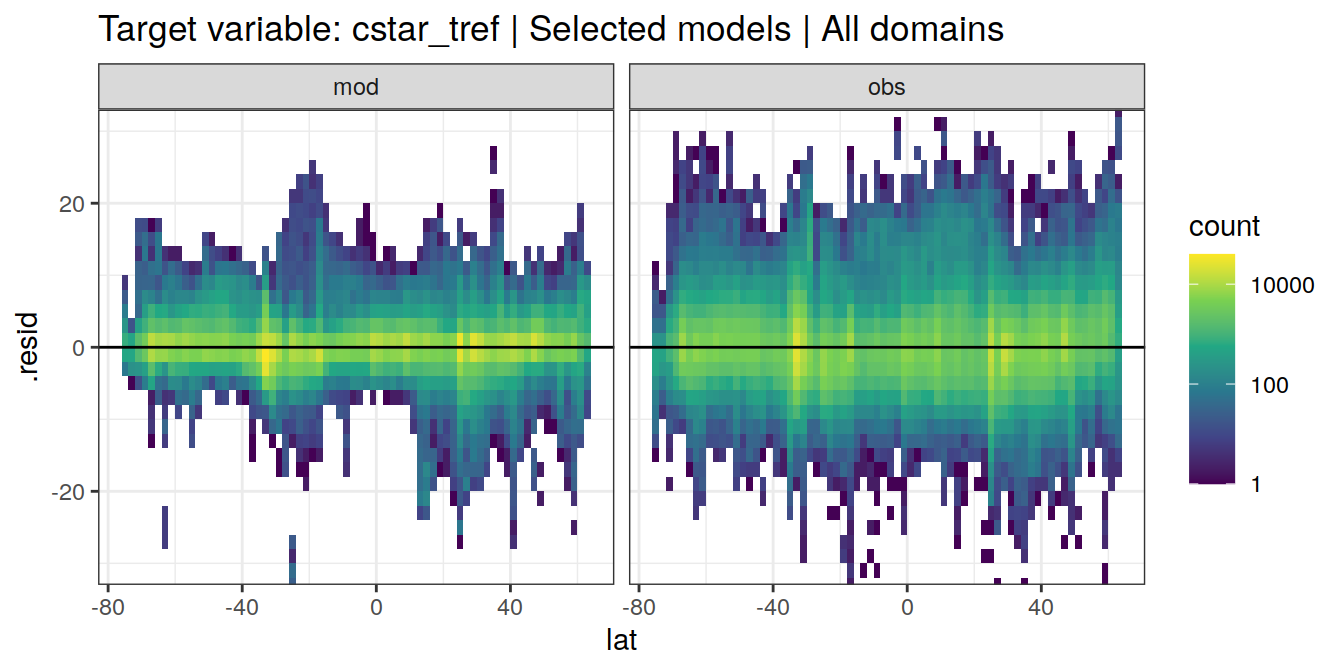 Target variable: cstar_tref | Selected models | All domains
mod
obs
.resid
20
0
-20
-80
-40
0
40
-80
-40
0
40
lat
count
10000
100
1